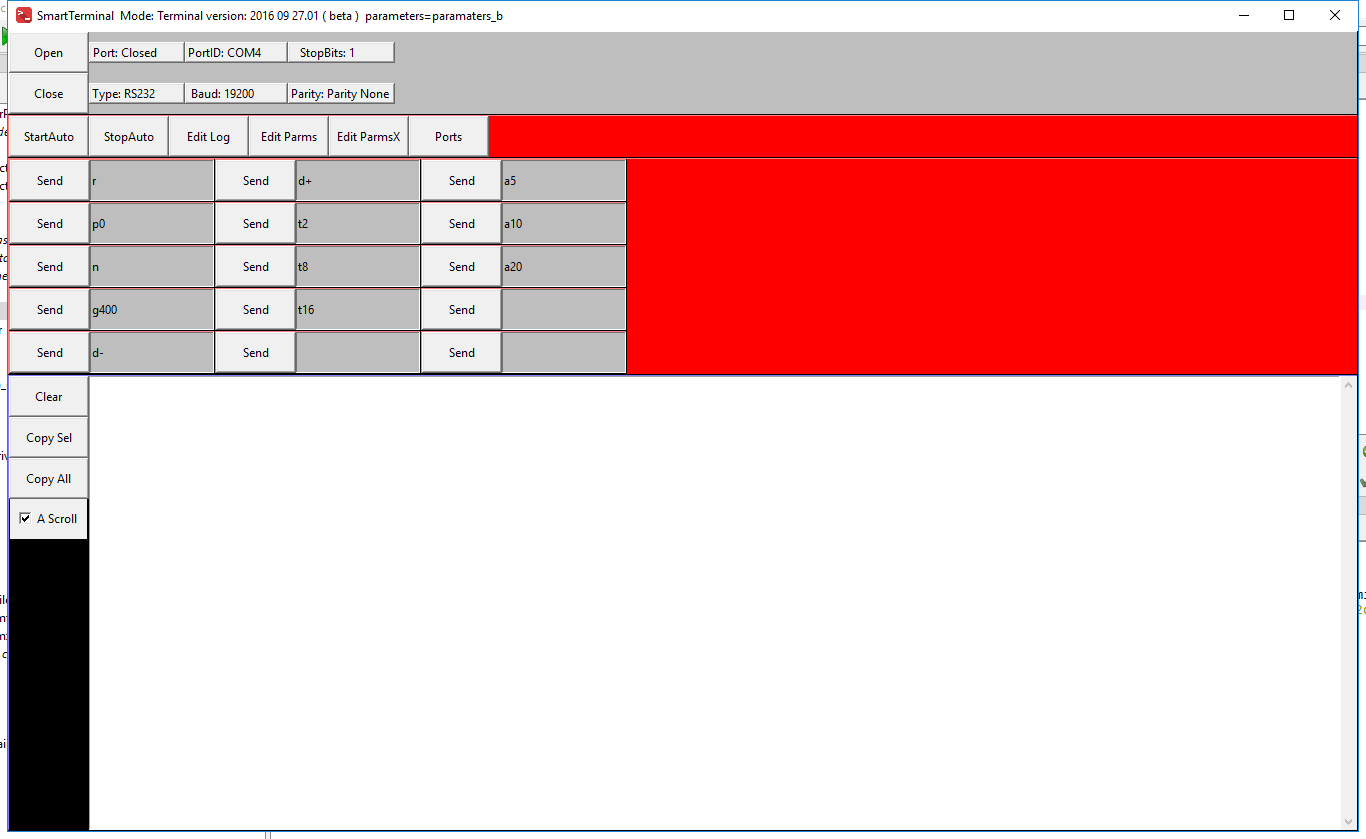 SmartTerminal Mode: Terminal version: 2016 09 27.01 ( beta ) parameters=paramaters_b
Open Port: Closed PortID: COM4 StopBits: 1
Close Type: RS232 Baud: 19200 Parity: Parity None
StartAuto StopAuto Edit Log Edit Parms Edit ParmsX Ports
Send r Send d+ Send a5
Send p0 Send t2 Send a10
Send n Send t8 Send a20
Send g400 Send t16 Send
Send d- Send Send
Clear
Copy Sel
Copy All
A Scroll